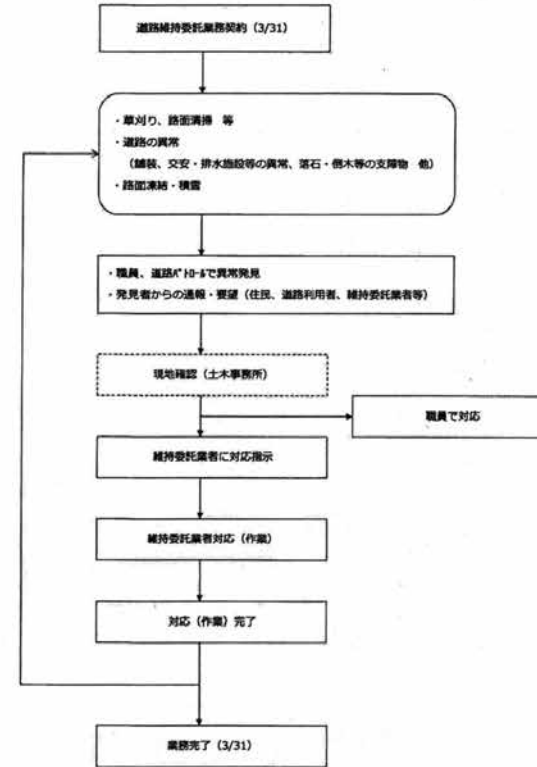 道路維持委託業務契約（3/31）
・草刈り、路面清掃　等
・道路の異常
（舗装、交安・排水施設等の異常、落石・倒木等の支障物　他）
・路面凍結・積雪
・職員、道路ﾊﾟﾄﾛｰﾙで異常発見
・発見者からの通報・要望（住民、道路利用者、維持委託業者等）
現地確認（土木事務所）
職員で対応
維持委託業者に対応指示
維持委託業者対応（作業）
対応（作業）完了
業務完了（3/31）